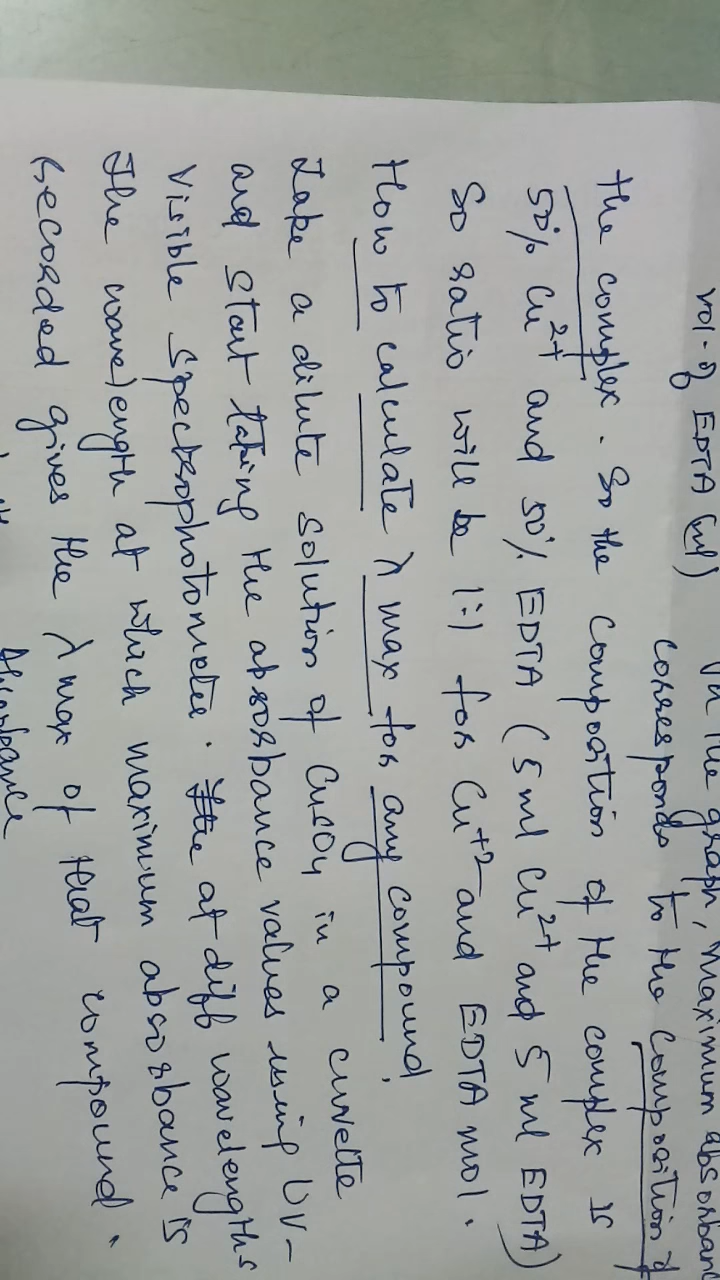 vol. of EDTA (ml)
In the graph, maximum absorban
corresponds to the composition of
the complex. So the composition of the complex is
50% Cu²⁺ and 50% EDTA (5 ml Cu²⁺ and 5 ml EDTA)
So ratio will be 1:1 for Cu⁺² and EDTA mol.
How to calculate λ max for any compound,
Take a dilute solution of CuSO4 in a cuvette
and start taking the absorbance values using UV-
Visible Spectrophotometer. at diff wavelengths
The wavelength at which maximum absorbance is
recorded gives the λ max of that compound.
Absorbance